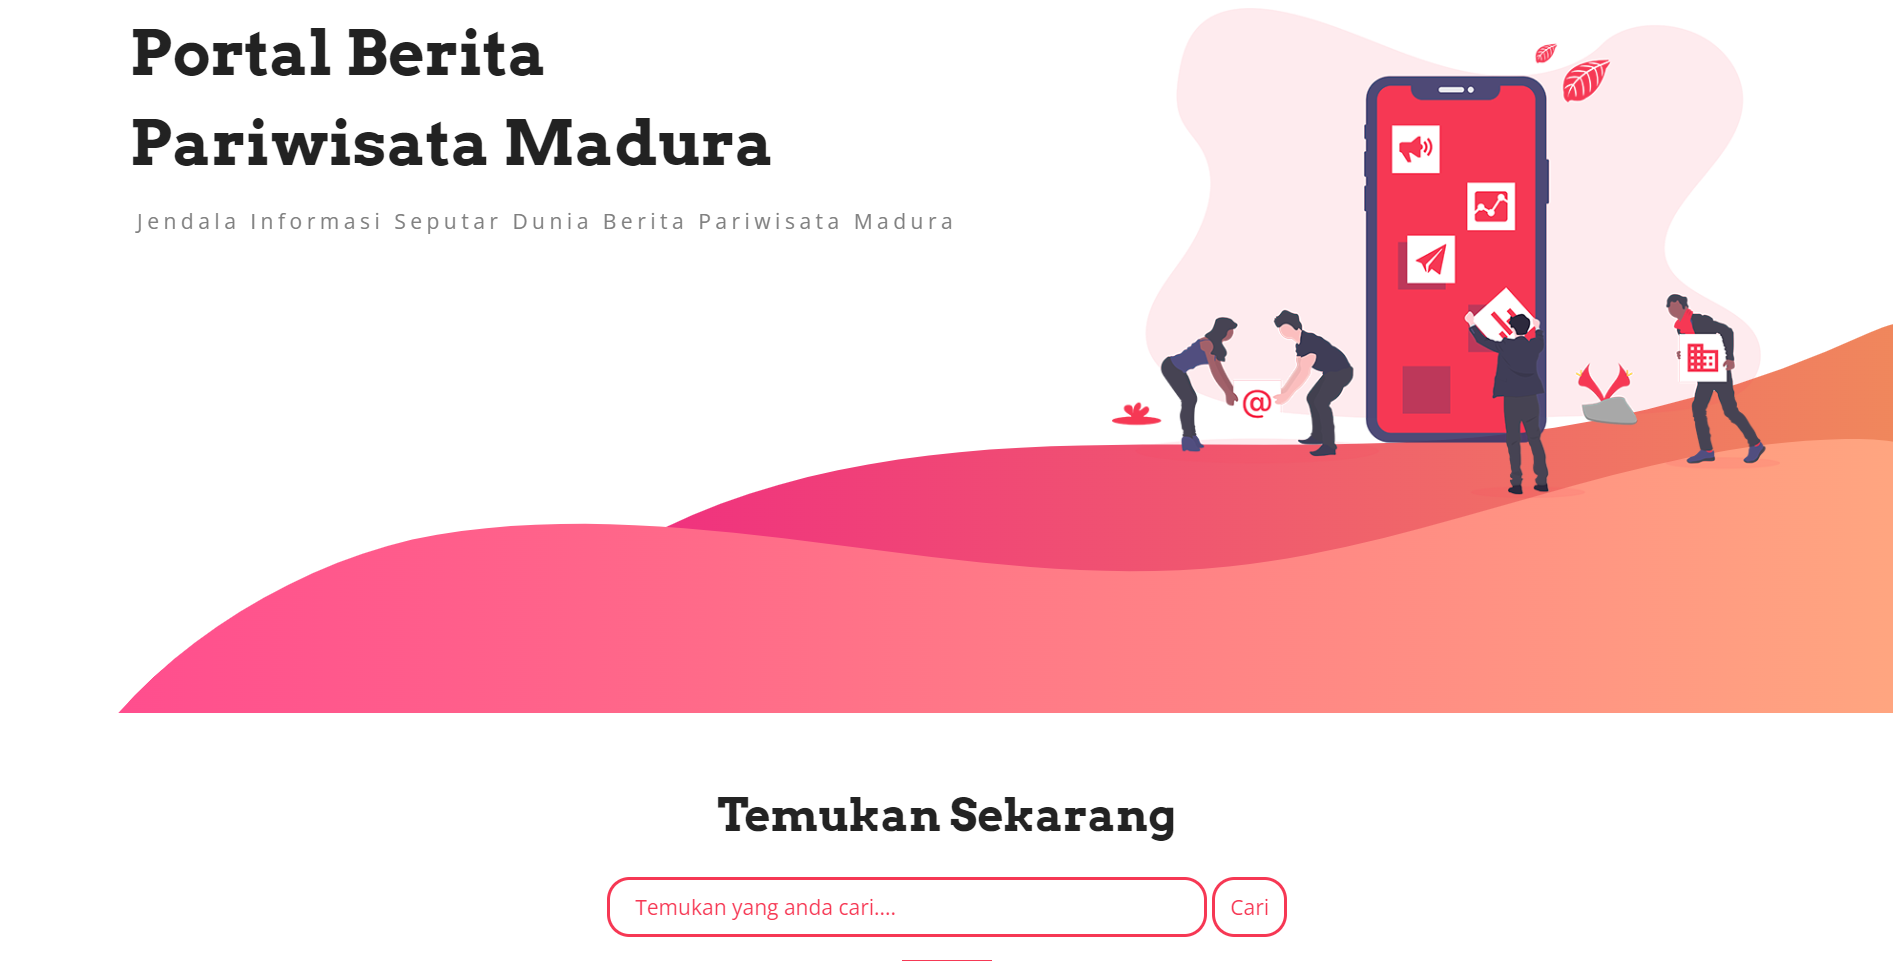 Portal Berita
Pariwisata Madura
Jendala Informasi Seputar Dunia Berita Pariwisata Madura
@
Temukan Sekarang
Temukan yang anda cari....
Cari